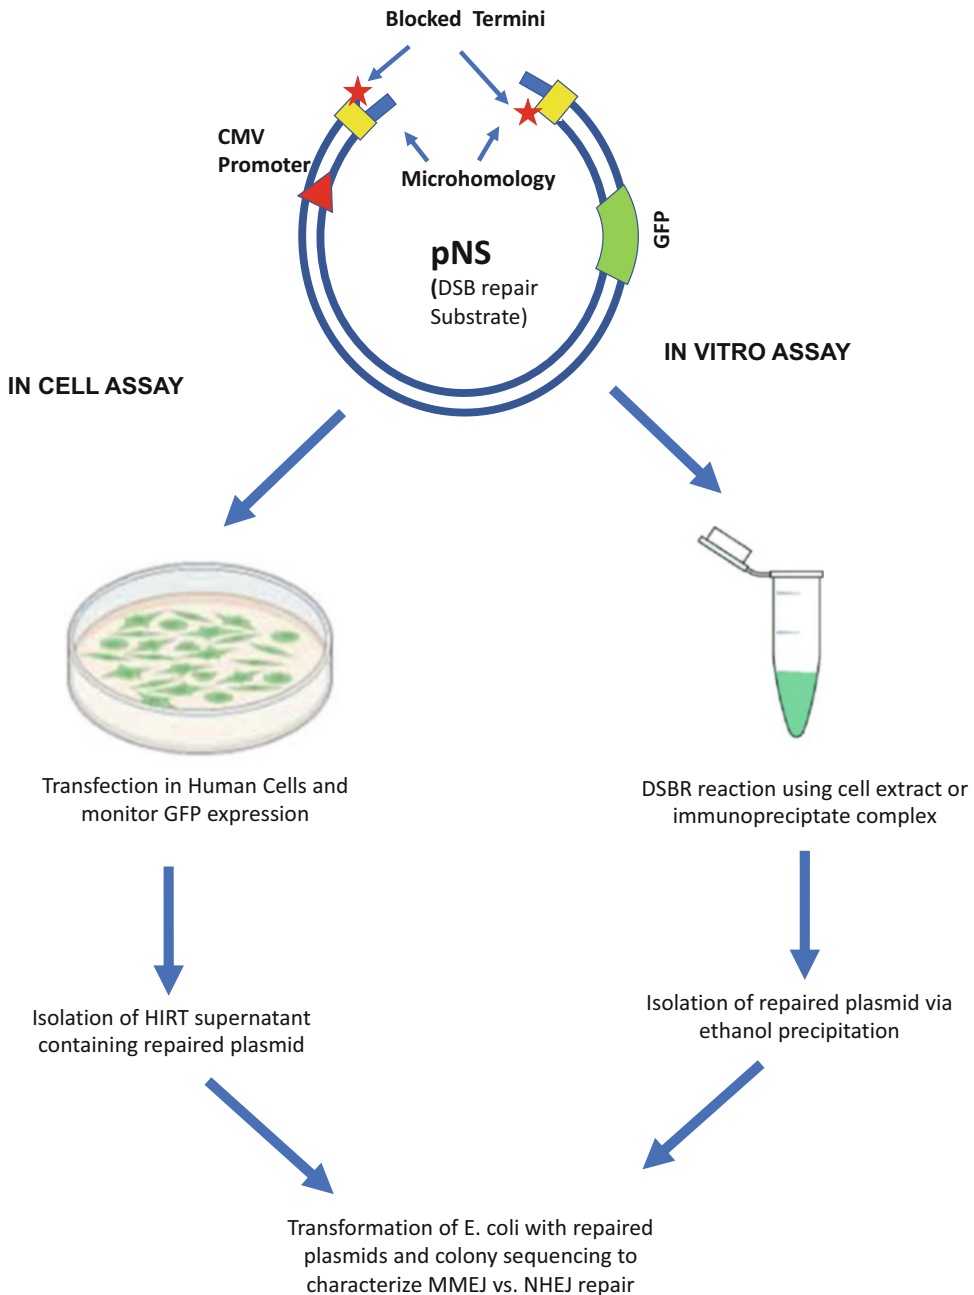 Blocked Termini
CMV
Promoter
Microhomology
GFP
pNS
(DSB repair
Substrate)
IN VITRO ASSAY
IN CELL ASSAY
Transfection in Human Cells and
monitor GFP expression
DSBR reaction using cell extract or
immunopreciptate complex
Isolation of HIRT supernatant
containing repaired plasmid
Isolation of repaired plasmid via
ethanol precipitation
Transformation of E. coli with repaired
plasmids and colony sequencing to
characterize MMEJ vs. NHEJ repair